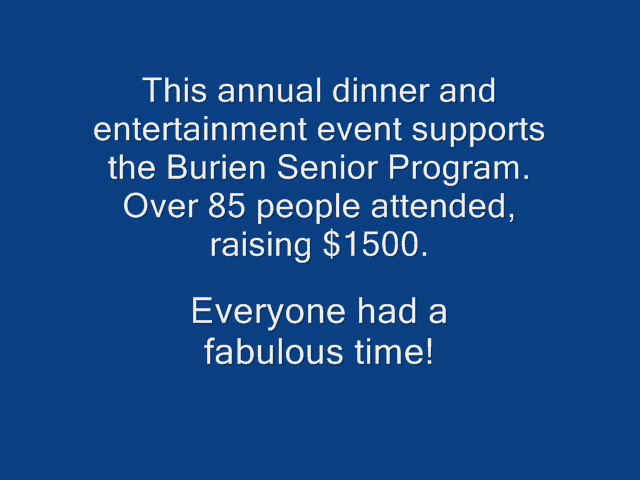 This annual dinner and
entertainment event supports
the Burien Senior Program.
Over 85 people attended,
raising $1500.
Everyone had a
fabulous time!